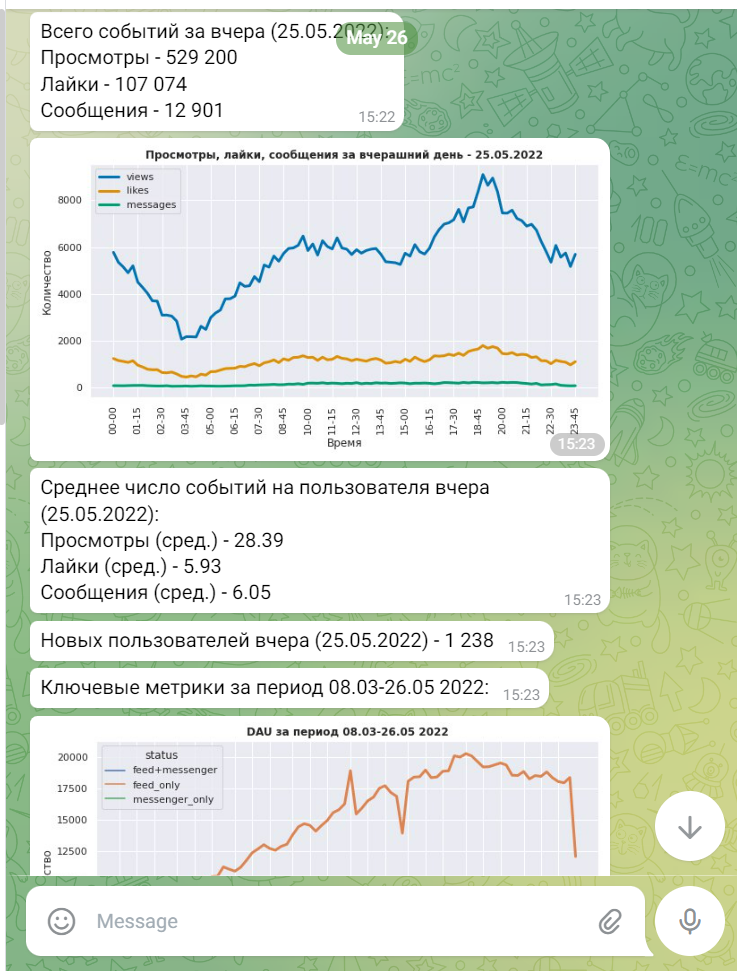 Всего событий за вчера (25.05.2022):
May 26
Просмотры - 529 200
Лайки - 107 074
Сообщения - 12 901
15:22
Просмотры, лайки, сообщения за вчерашний день - 25.05.2022
views
likes
messages
Количество
8000
6000
4000
2000
0
00-00 01-15 02-30 03-45 05-00 06-15 07-30 08-45 10-00 11-15 12-30 13-45 15-00 16-15 17-30 18-45 20-00 21-15 22-30 23-45
Время
15:23
Среднее число событий на пользователя вчера
(25.05.2022):
Просмотры (сред.) - 28.39
Лайки (сред.) - 5.93
Сообщения (сред.) - 6.05
15:23
Новых пользователей вчера (25.05.2022) - 1 238
15:23
Ключевые метрики за период 08.03-26.05 2022:
15:23
DAU за период 08.03-26.05 2022
status
feed+messenger
feed_only
messenger_only
20000
17500
15000
12500
ство
Message